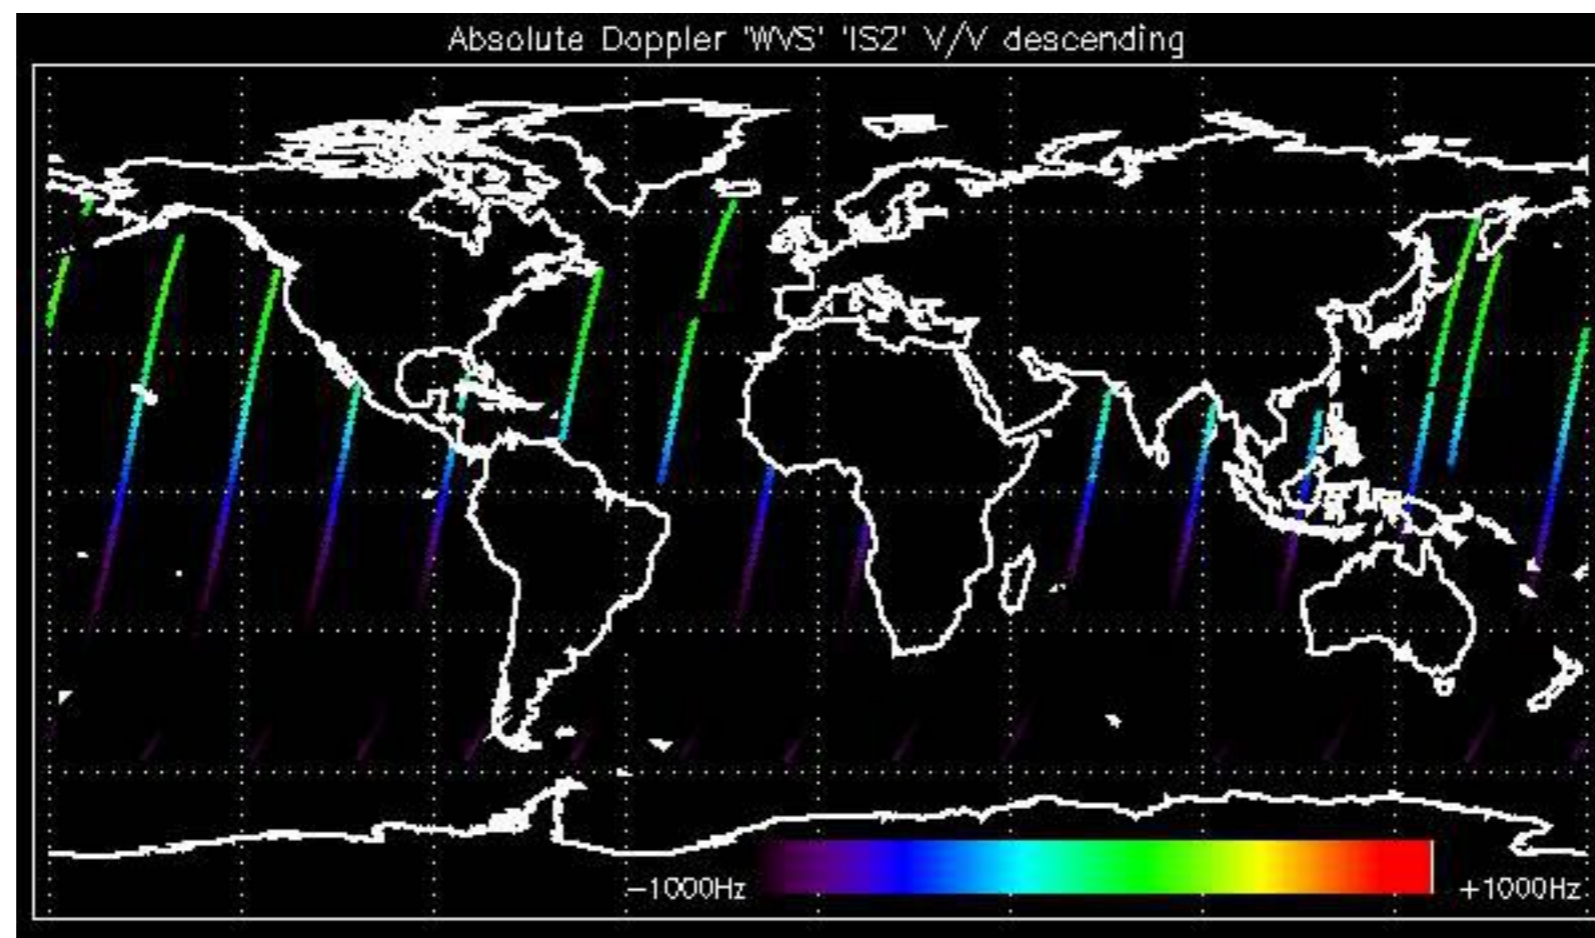 Absolute Doppler 'WVS' 'IS2' V/V descending
−1000Hz +1000Hz